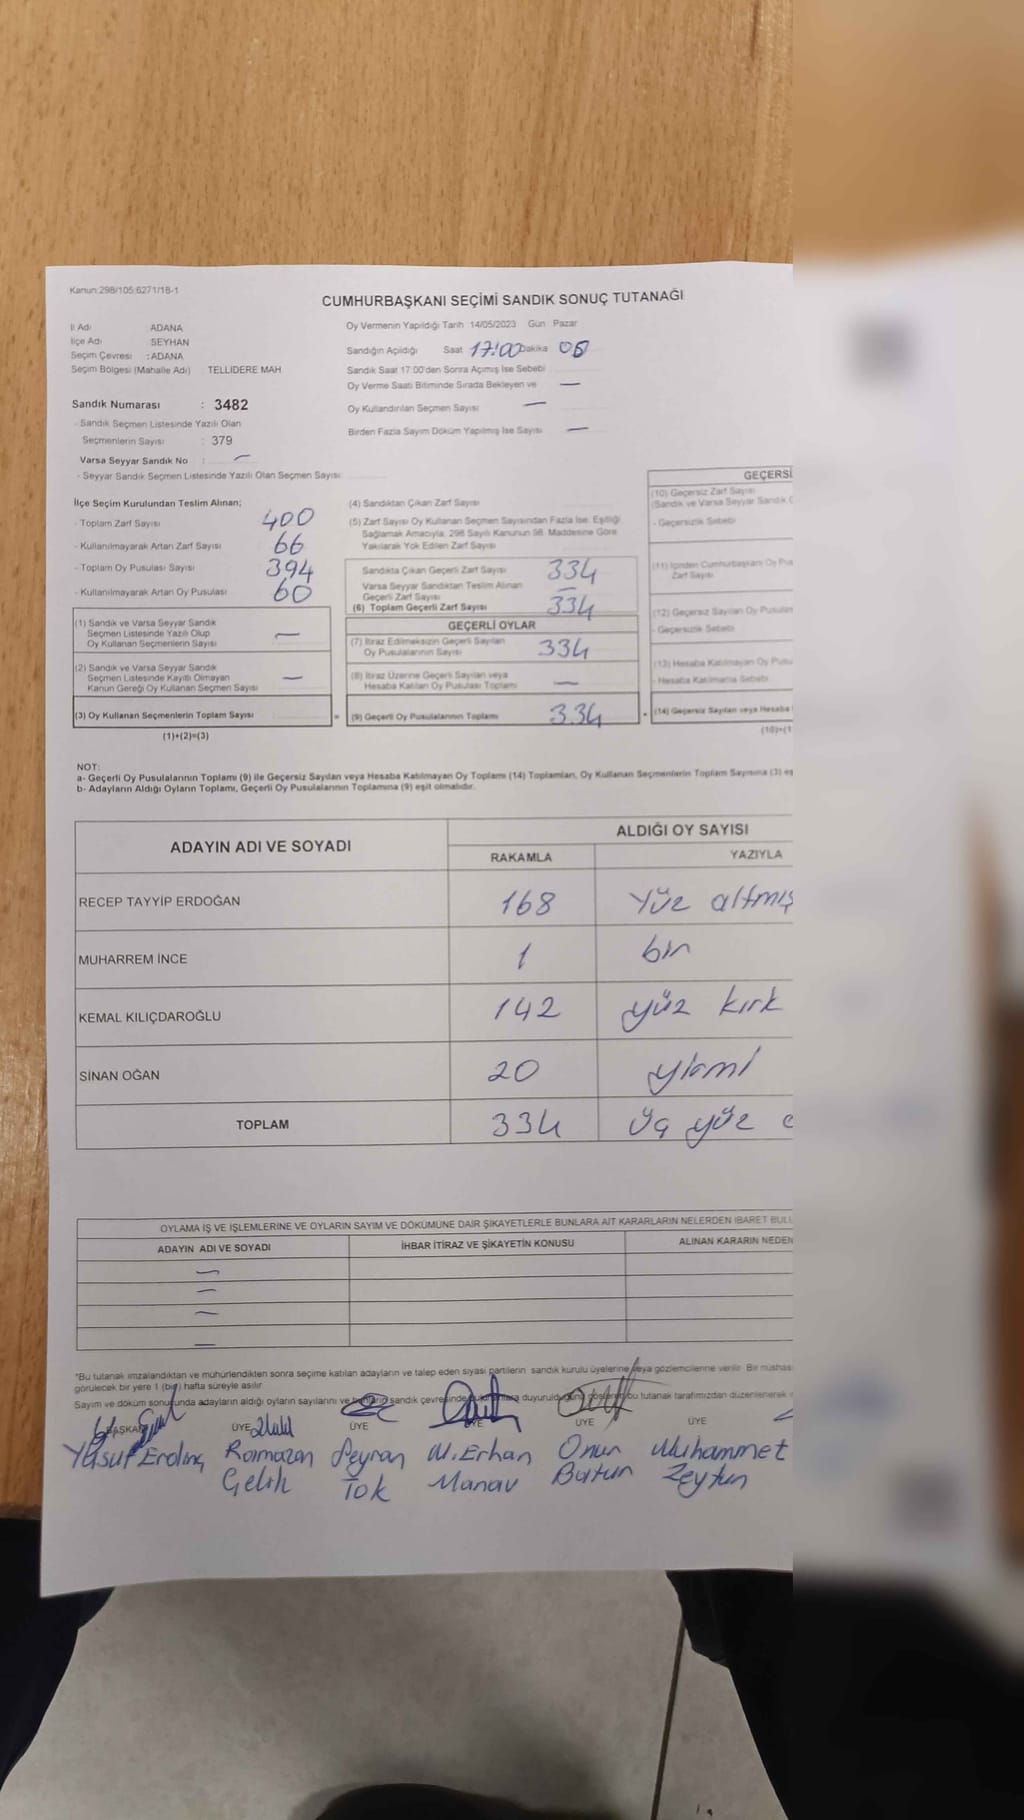 Kanun:298/105;6271/18-1
CUMHURBAŞKANI SEÇİMİ SANDIK SONUÇ TUTANAĞI
İl Adı ADANA
İlçe Adı : SEYHAN
Seçim Çevresi : ADANA
Seçim Bölgesi (Mahalle Adı) TELLIDERE MAH
Sandık Numarası : 3482
- Sandık Seçmen Listesinde Yazılı Olan
Seçmenlerin Sayısı : 379
Varsa Seyyar Sandık No : —
- Seyyar Sandık Seçmen Listesinde Yazılı Olan Seçmen Sayısı
Oy Vermenin Yapıldığı Tarih 14/05/2023 Gün Pazar
Sandığın Açıldığı Saat 17:00 Dakika 05
Sandık Saat 17:00'den Sonra Açımış İse Sebebi
Oy Verme Saati Bitiminde Sırada Bekleyen ve —
Oy Kullandırılan Seçmen Sayısı —
Birden Fazla Sayım Döküm Yapılmış İse Sayısı —
İlçe Seçim Kurulundan Teslim Alınan;
- Toplam Zarf Sayısı 400
- Kullanılmayarak Artan Zarf Sayısı 66
- Toplam Oy Pusulası Sayısı 394
- Kullanılmayarak Artan Oy Pusulası 60
(1) Sandık ve Varsa Seyyar Sandık
Seçmen Listesinde Yazılı Olup
Oy Kullanan Seçmenlerin Sayısı —
(2) Sandık ve Varsa Seyyar Sandık
Seçmen Listesinde Kayıtlı Olmayan
Kanun Gereği Oy Kullanan Seçmen Sayısı —
(3) Oy Kullanan Seçmenlerin Toplam Sayısı =
(1)+(2)=(3)
(4) Sandıktan Çıkan Zarf Sayısı
(5) Zarf Sayısı Oy Kullanan Seçmen Sayısından Fazla İse, Eşitliği
Sağlamak Amacıyla, 298 Sayılı Kanunun 98. Maddesine Göre
Yakılarak Yok Edilen Zarf Sayısı
Sandıkta Çıkan Geçerli Zarf Sayısı 334
Varsa Seyyar Sandıktan Teslim Alınan
Geçerli Zarf Sayısı —
(6) Toplam Geçerli Zarf Sayısı 334
GEÇERLİ OYLAR
(7) İtiraz Edilmeksizin Geçerli Sayılan
Oy Pusulalarının Sayısı 334
(8) İtiraz Üzerine Geçerli Sayılan veya
Hesaba Katılan Oy Pusulası Toplamı —
(9) Geçerli Oy Pusulalarının Toplamı 334
GEÇERSİ
(10) Geçersiz Zarf Sayısı
(Sandık ve Varsa Seyyar Sandık
- Geçersizlik Sebebi
(11) İçinden Cumhurbaşkanı Oy
Zarf Sayısı
(12) Geçersiz Sayılan Oy
- Geçersizlik Sebebi
(13) Hesaba Katılmayan Oy
- Hesaba Katılmama Sebebi
(14) Geçersiz Sayılan veya Hesaba
NOT:
a- Geçerli Oy Pusulalarının Toplamı (9) ile Geçersiz Sayılan veya Hesaba Katılmayan Oy Toplamı (14) Toplamları, Oy Kullanan Seçmenlerin Toplam Sayısına (3) eş
b- Adayların Aldığı Oyların Toplamı, Geçerli Oy Pusulalarının Toplamına (9) eşit olmalıdır.
ADAYIN ADI VE SOYADI ALDIĞI OY SAYISI
RAKAMLA YAZIYLA
RECEP TAYYİP ERDOĞAN 168 Yüz altmış
MUHARREM İNCE 1 bir
KEMAL KILIÇDAROĞLU 142 yüz kırk
SİNAN OĞAN 20 yirmi
TOPLAM 334 üç yüz
OYLAMA İŞ VE İŞLEMLERİNE VE OYLARIN SAYIM VE DÖKÜMÜNE DAİR ŞİKAYETLERLE BUNLARA AİT KARARLARIN NELERDEN İBARET BUL
ADAYIN ADI VE SOYADI İHBAR İTİRAZ VE ŞİKAYETİN KONUSU ALINAN KARARIN NEDEN
—
—
—
—
*Bu tutanak imzalandıktan ve mühürlendikten sonra seçime katılan adayların ve talep eden siyasi partilerin sandık kurulu üyelerine veya gözlemcilerine verilir. Bir nüshas
görülecek bir yere 1 (bir) hafta süreyle asılır.
Sayım ve döküm sonucunda adayların aldığı oyların sayılarını ve sandık çevresinde duyurulduğunu gösteren bu tutanak tarafımızdan düzenlenerek
BAŞKAN ÜYE ÜYE ÜYE ÜYE ÜYE
Yusuf Erdinç Ramazan Çelik Seyran Tok M. Erhan Manav Onur Batur Muhammet Zeytun